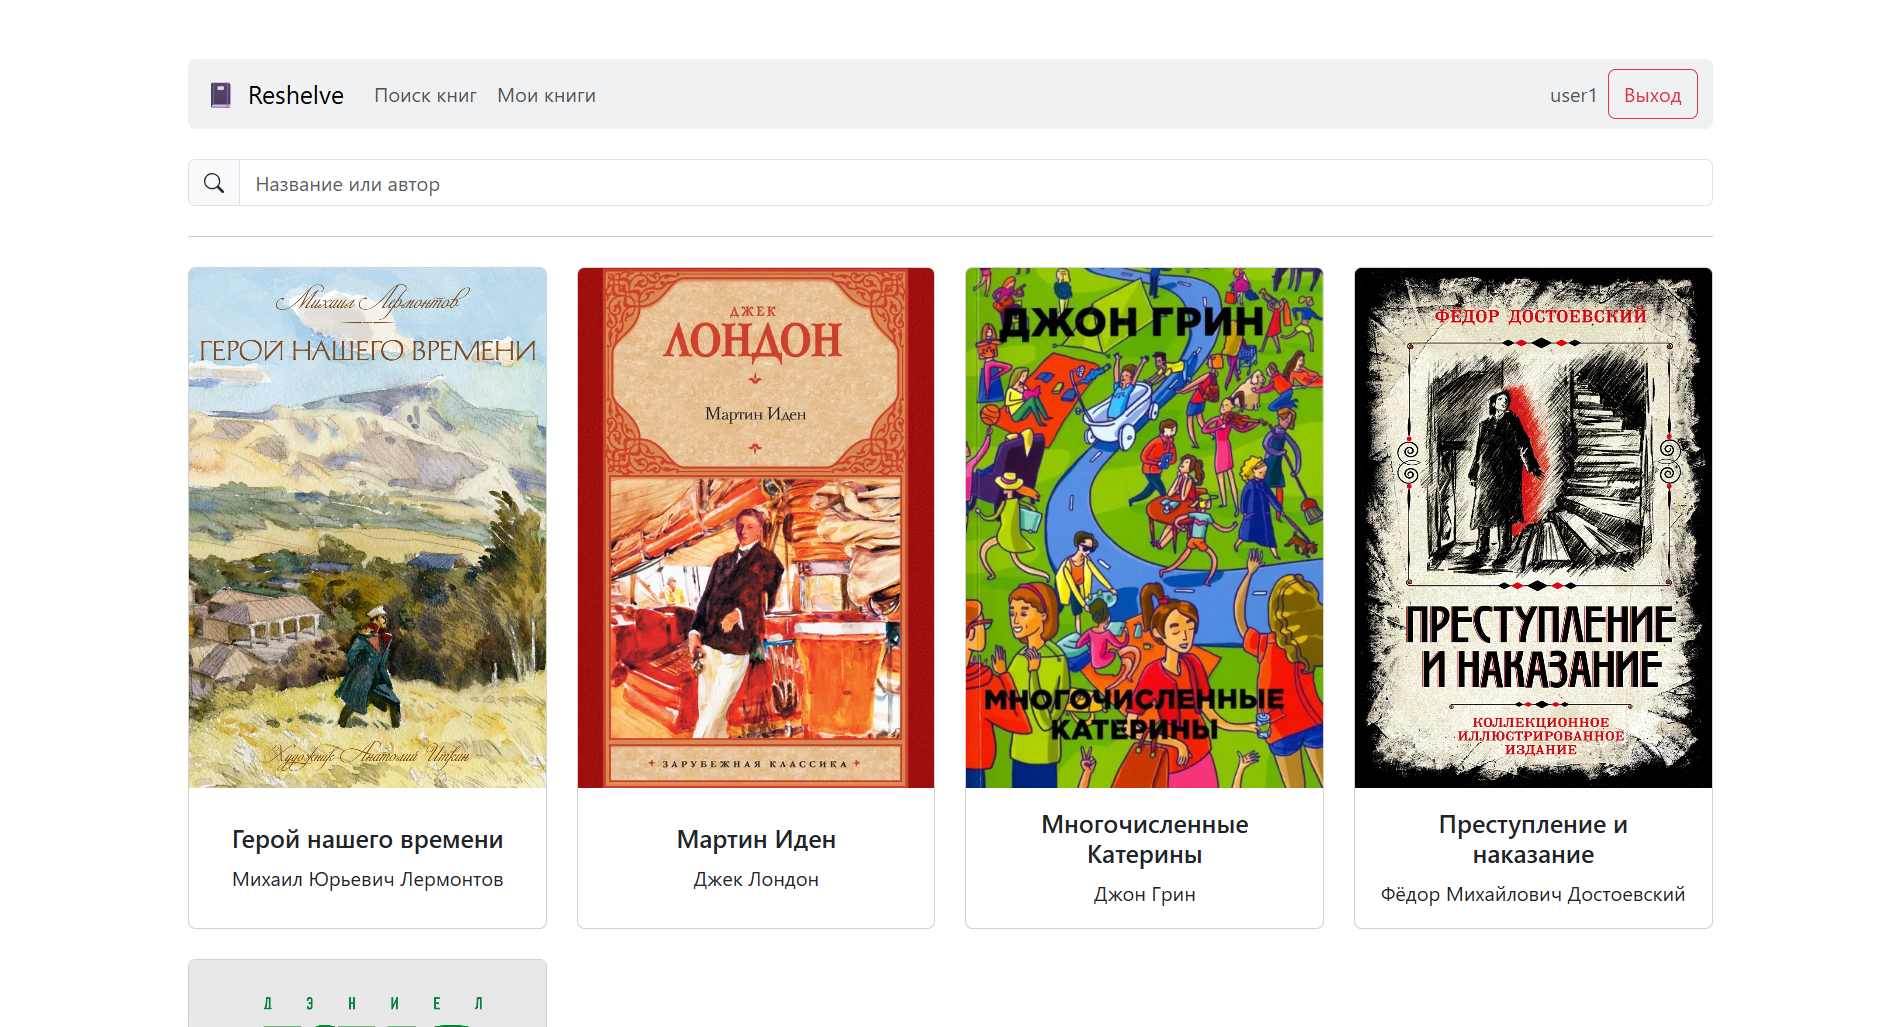 Reshelve Поиск книг Мои книги user1 Выход
Название или автор
Михаил Лермонтов
ГЕРОЙ НАШЕГО ВРЕМЕНИ
Художник Анатолий Иткин
Герой нашего времени
Михаил Юрьевич Лермонтов
ДЖЕК
ЛОНДОН
Мартин Иден
ЗАРУБЕЖНАЯ КЛАССИКА
Мартин Иден
Джек Лондон
ДЖОН ГРИН
МНОГОЧИСЛЕННЫЕ
КАТЕРИНЫ
Многочисленные
Катерины
Джон Грин
ФЁДОР ДОСТОЕВСКИЙ
ПРЕСТУПЛЕНИЕ
И НАКАЗАНИЕ
КОЛЛЕКЦИОННОЕ
ИЛЛЮСТРИРОВАННОЕ
ИЗДАНИЕ
Преступление и
наказание
Фёдор Михайлович Достоевский
ДЭНИЕЛ